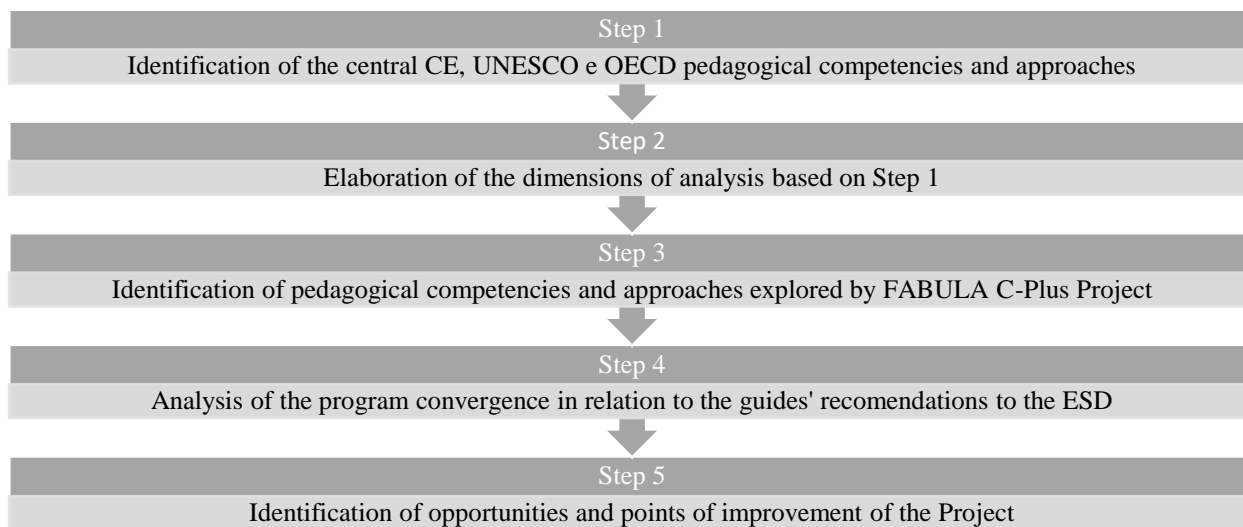 Step 1
Identification of the central CE, UNESCO e OECD pedagogical competencies and approaches
Step 2
Elaboration of the dimensions of analysis based on Step 1
Step 3
Identification of pedagogical competencies and approaches explored by FABULA C-Plus Project
Step 4
Analysis of the program convergence in relation to the guides' recomendations to the ESD
Step 5
Identification of opportunities and points of improvement of the Project